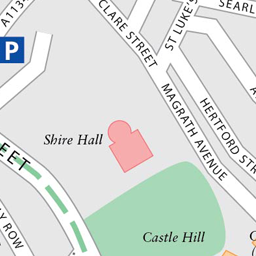 A113
CLARE STREET
ST LUKE'S
SEARL
P
MAGRATH AVENUE
HERTFORD STR
Shire Hall
EET
Castle Hill
Y ROW